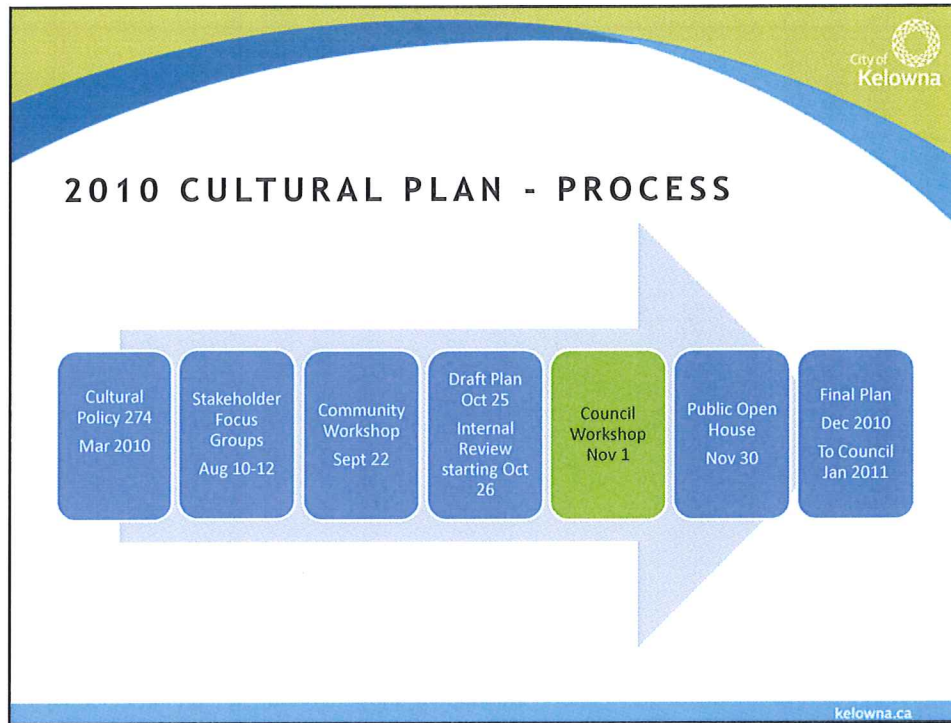 City of
Kelowna
2010 CULTURAL PLAN - PROCESS
Cultural
Policy 274
Mar 2010
Stakeholder
Focus
Groups
Aug 10-12
Community
Workshop
Sept 22
Draft Plan
Oct 25
Internal
Review
starting Oct
26
Council
Workshop
Nov 1
Public Open
House
Nov 30
Final Plan
Dec 2010
To Council
Jan 2011
kelowna.ca